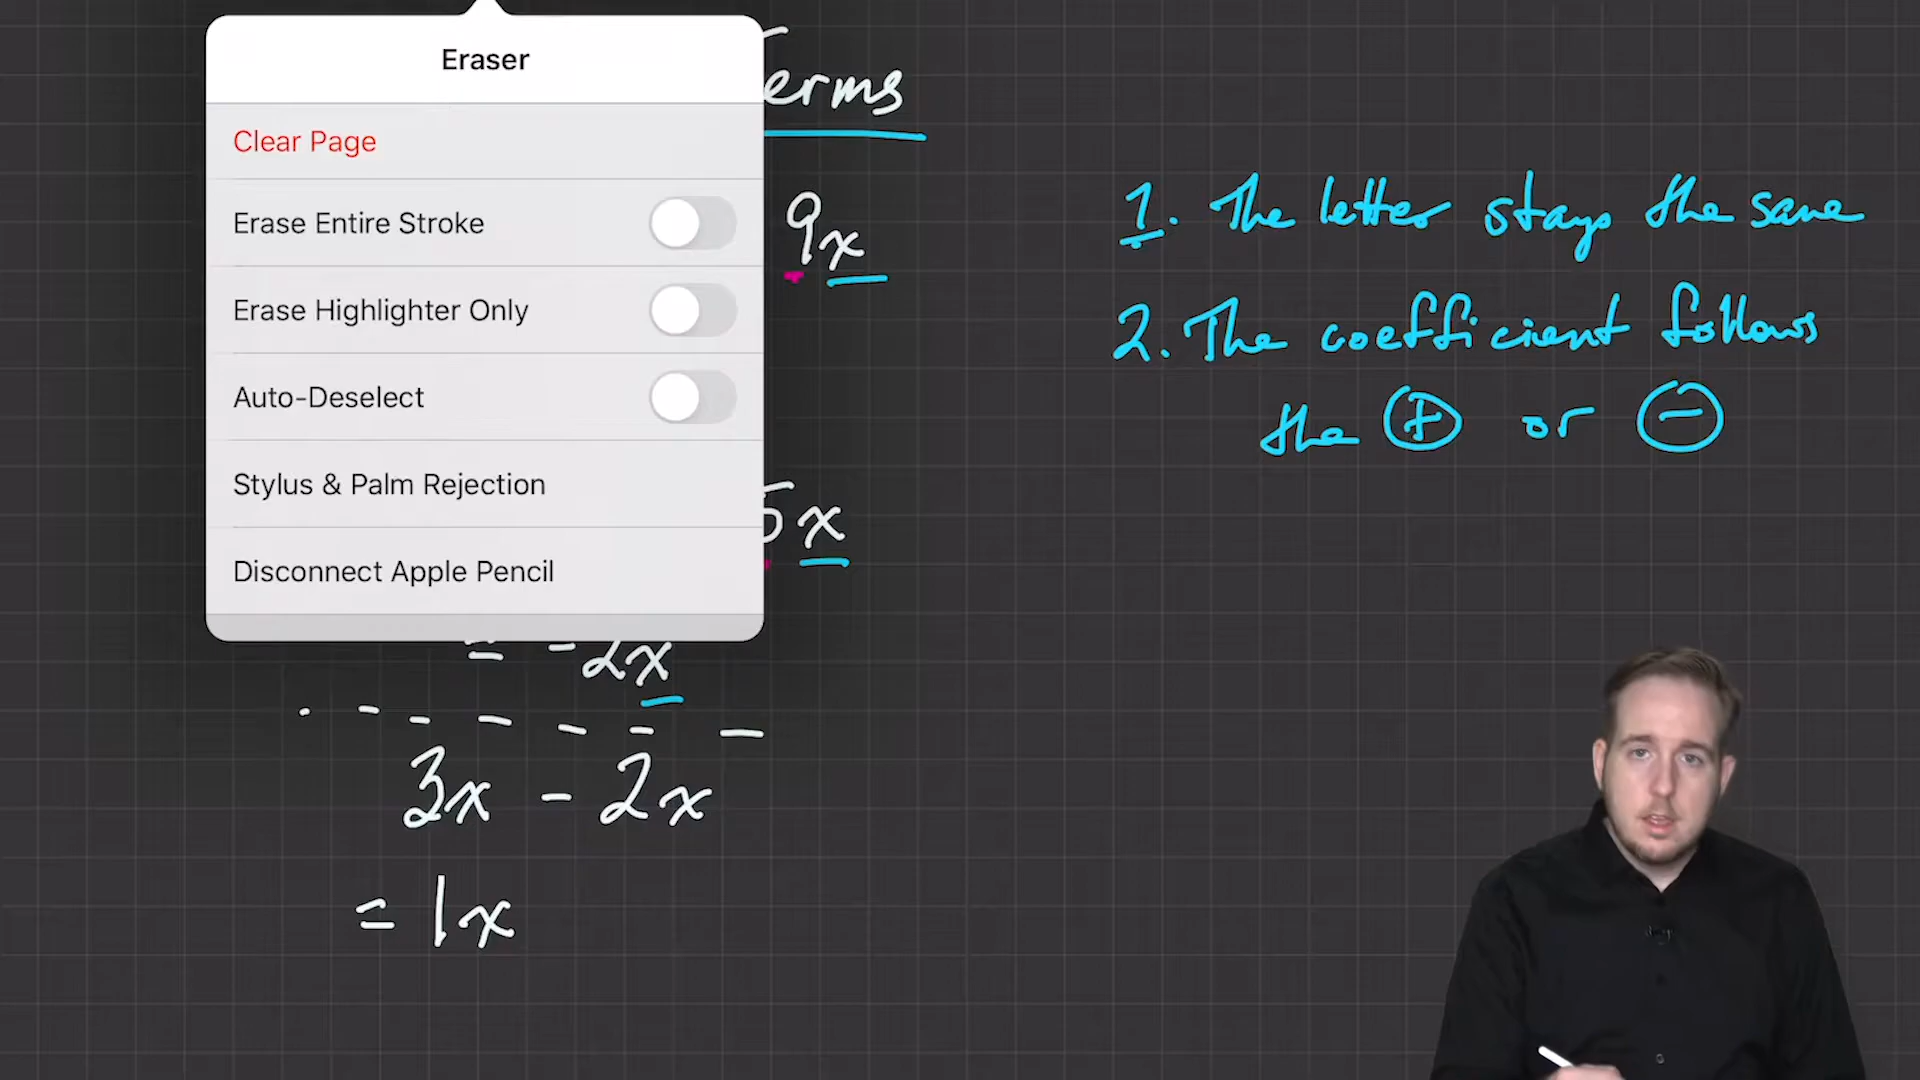 Eraser
Clear Page
Erase Entire Stroke
Erase Highlighter Only
Auto-Deselect
Stylus & Palm Rejection
Disconnect Apple Pencil
erms
9x
5x
= -2x
3x - 2x
= 1x
1. The letter stays the same
2. The coefficient follows
the + or -